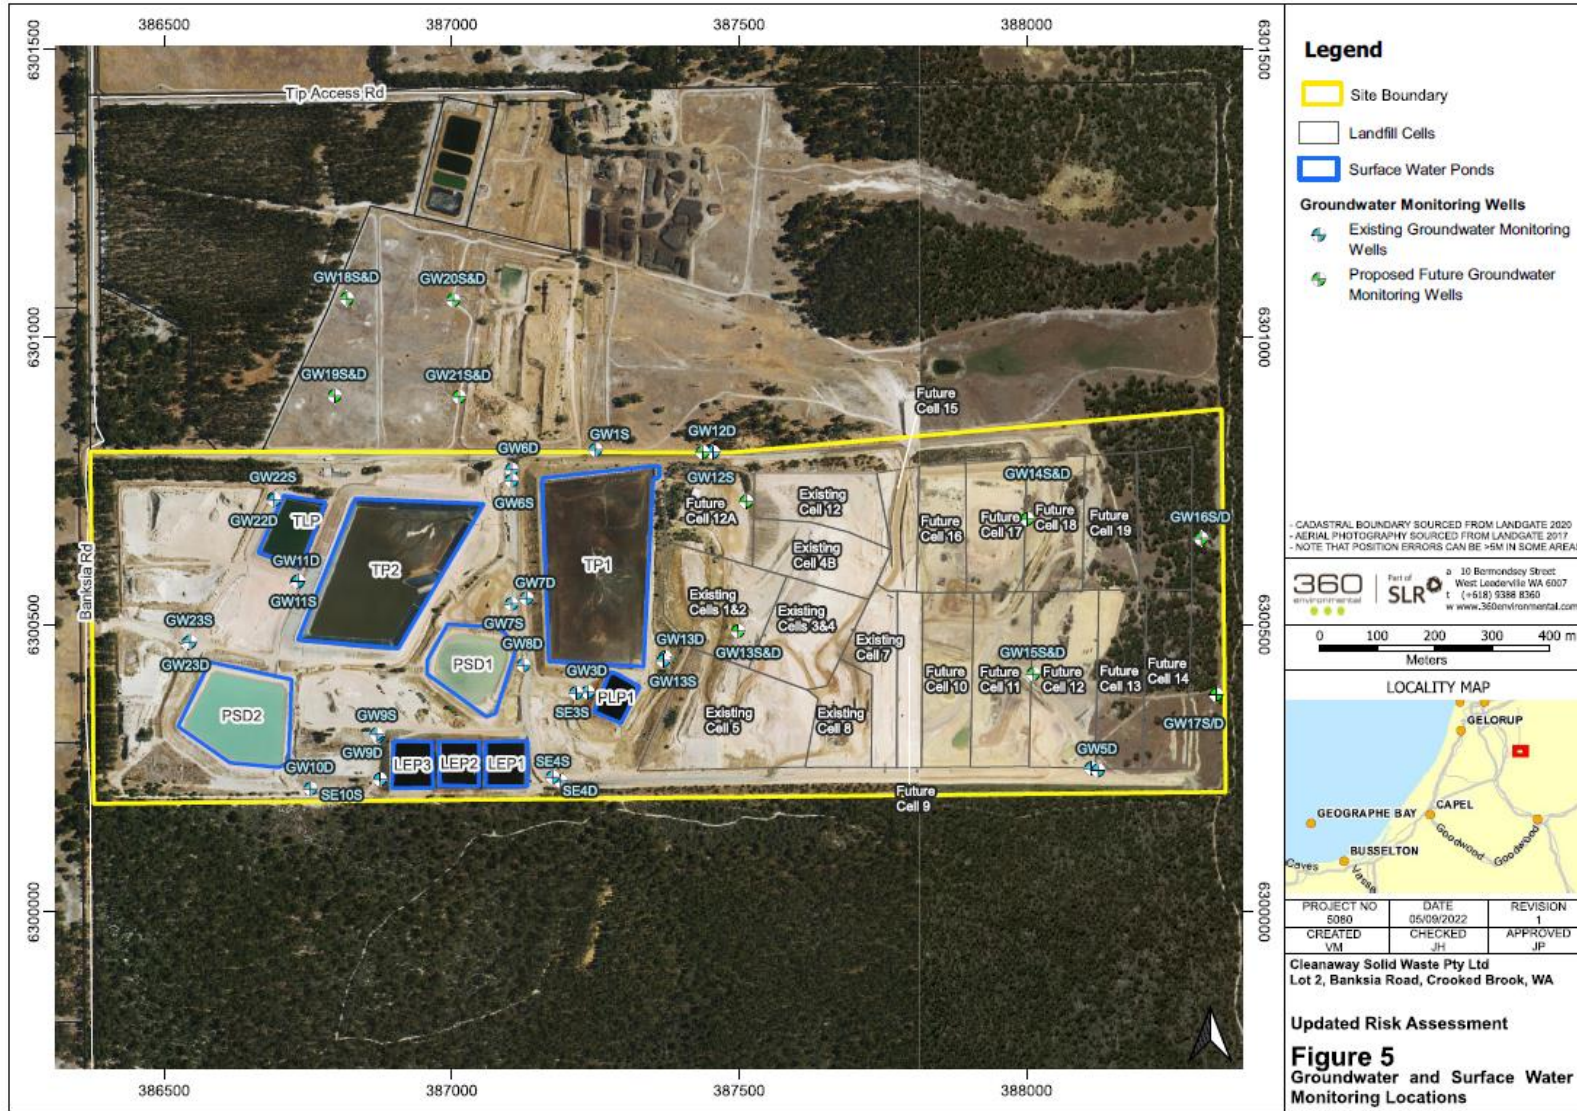 386500
387000
387500
388000
6301500
6301000
6300500
6300000
6301500
6301000
6300500
6300000
Tip Access Rd
Banksia Rd
GW18S&D
GW20S&D
GW19S&D
GW21S&D
Future
Cell 15
GW6D
GW1S
GW12D
GW22S
GW6S
GW12S
Future
Cell 12A
Existing
Cell 12
GW14S&D
GW22D
TLP
Future
Cell 16
Future
Cell 17
Future
Cell 18
Future
Cell 19
GW16S/D
GW11D
TP2
TP1
Existing
Cell 4B
GW11S
GW7D
Existing
Cells 1&2
Existing
Cells 3&4
GW23S
GW7S
GW8D
GW13D
GW13S&D
Existing
Cell 7
GW15S&D
GW23D
PSD1
GW3D
GW13S
Future
Cell 10
Future
Cell 11
Future
Cell 12
Future
Cell 13
Future
Cell 14
PSD2
SE3S
PLP1
GW9S
Existing
Cell 5
Existing
Cell 8
GW17S/D
GW9D
GW10D
LEP3
LEP2
LEP1
SE4S
GW5D
SE10S
SE4D
Future
Cell 9
386500
387000
387500
388000
Legend
Site Boundary
Landfill Cells
Surface Water Ponds
Groundwater Monitoring Wells
Existing Groundwater Monitoring
Wells
Proposed Future Groundwater
Monitoring Wells
- CADASTRAL BOUNDARY SOURCED FROM LANDGATE 2020
- AERIAL PHOTOGRAPHY SOURCED FROM LANDGATE 2017
- NOTE THAT POSITION ERRORS CAN BE >5M IN SOME AREAS
360
environmental
Part of
SLR
a 10 Bermondsey Street
West Leederville WA 6007
t (+618) 9388 8360
w www.360environmental.com
0 100 200 300 400 m
Meters
LOCALITY MAP
GELORUP
GEOGRAPHE BAY
CAPEL
BUSSELTON
Goodwood
Goodwood
Caves
Vasse
PROJECT NO
5080
DATE
05/09/2022
REVISION
1
CREATED
VM
CHECKED
JH
APPROVED
JP
Cleanaway Solid Waste Pty Ltd
Lot 2, Banksia Road, Crooked Brook, WA
Updated Risk Assessment
Figure 5
Groundwater and Surface Water
Monitoring Locations